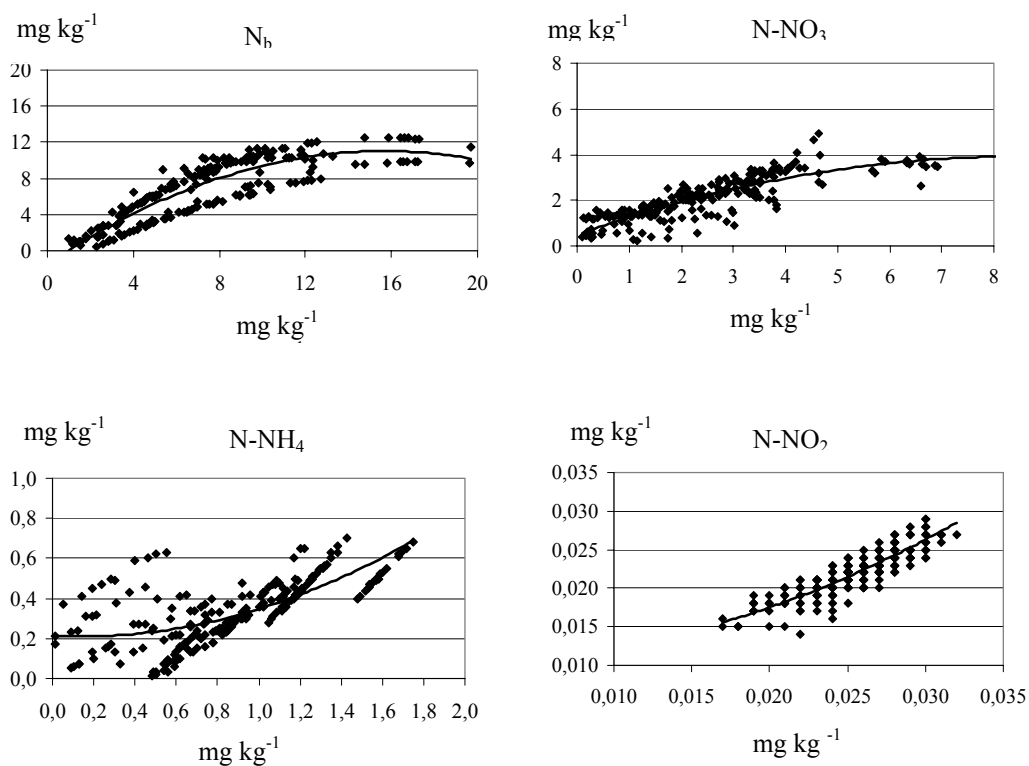 mg kg-1
Nb
20
16
12
8
4
0
0 4 8 12 16 20
mg kg-1
mg kg-1
N-NO3
8
6
4
2
0
0 1 2 3 4 5 6 7 8
mg kg-1
mg kg-1
N-NH4
1,0
0,8
0,6
0,4
0,2
0,0
0,0 0,2 0,4 0,6 0,8 1,0 1,2 1,4 1,6 1,8 2,0
mg kg-1
mg kg-1
N-NO2
0,035
0,030
0,025
0,020
0,015
0,010
0,010 0,015 0,020 0,025 0,030 0,035
mg kg -1